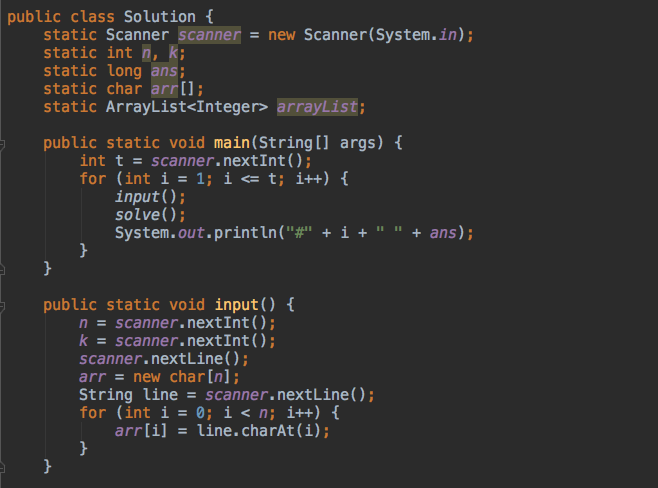 public class Solution {
    static Scanner scanner = new Scanner(System.in);
    static int n, k;
    static long ans;
    static char arr[];
    static ArrayList<Integer> arrayList;

    public static void main(String[] args) {
        int t = scanner.nextInt();
        for (int i = 1; i <= t; i++) {
            input();
            solve();
            System.out.println("#" + i + " " + ans);
        }
    }

    public static void input() {
        n = scanner.nextInt();
        k = scanner.nextInt();
        scanner.nextLine();
        arr = new char[n];
        String line = scanner.nextLine();
        for (int i = 0; i < n; i++) {
            arr[i] = line.charAt(i);
        }
    }